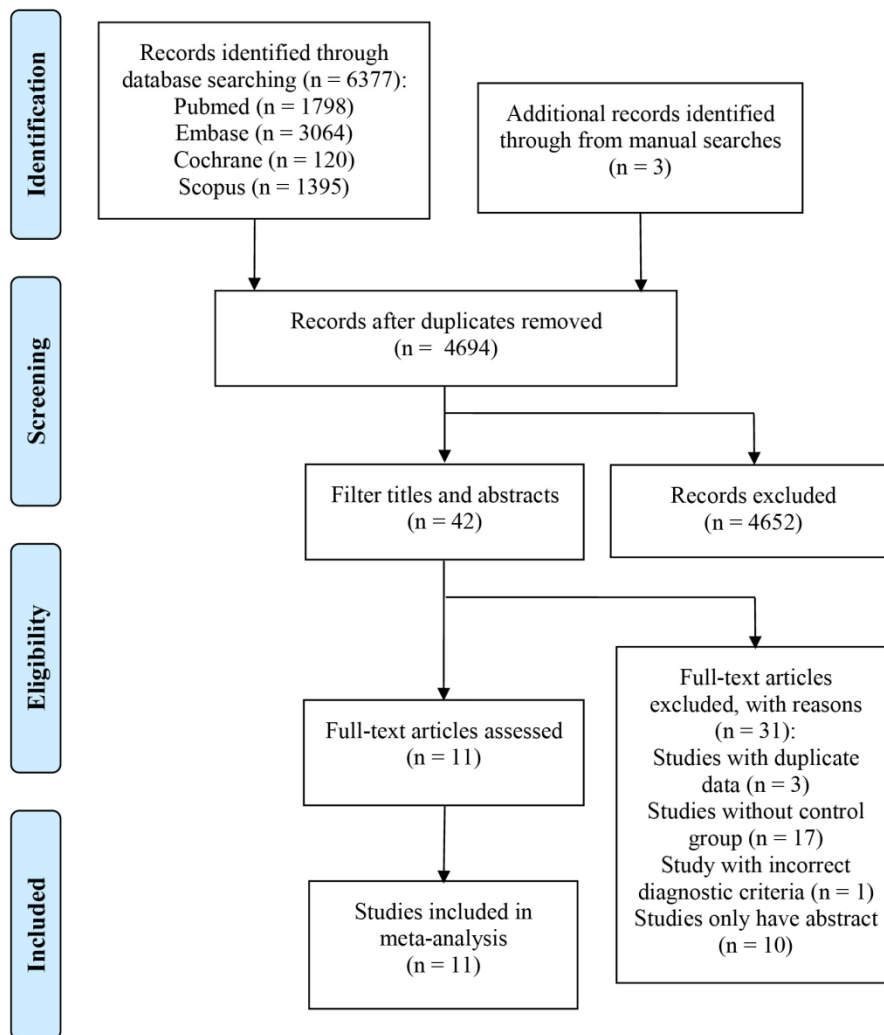 Identification
Records identified through
database searching (n = 6377):
Pubmed (n = 1798)
Embase (n = 3064)
Cochrane (n = 120)
Scopus (n = 1395)
Additional records identified
through from manual searches
(n = 3)
Screening
Records after duplicates removed
(n = 4694)
Filter titles and abstracts
(n = 42)
Records excluded
(n = 4652)
Eligibility
Full-text articles assessed
(n = 11)
Full-text articles
excluded, with reasons
(n = 31):
Studies with duplicate
data (n = 3)
Studies without control
group (n = 17)
Study with incorrect
diagnostic criteria (n = 1)
Studies only have abstract
(n = 10)
Included
Studies included in
meta-analysis
(n = 11)